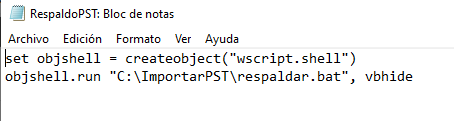 RespaldoPST: Bloc de notas
Archivo Edición Formato Ver Ayuda
set objshell = createobject("wscript.shell")
objshell.run "C:\ImportarPST\respaldar.bat", vbhide